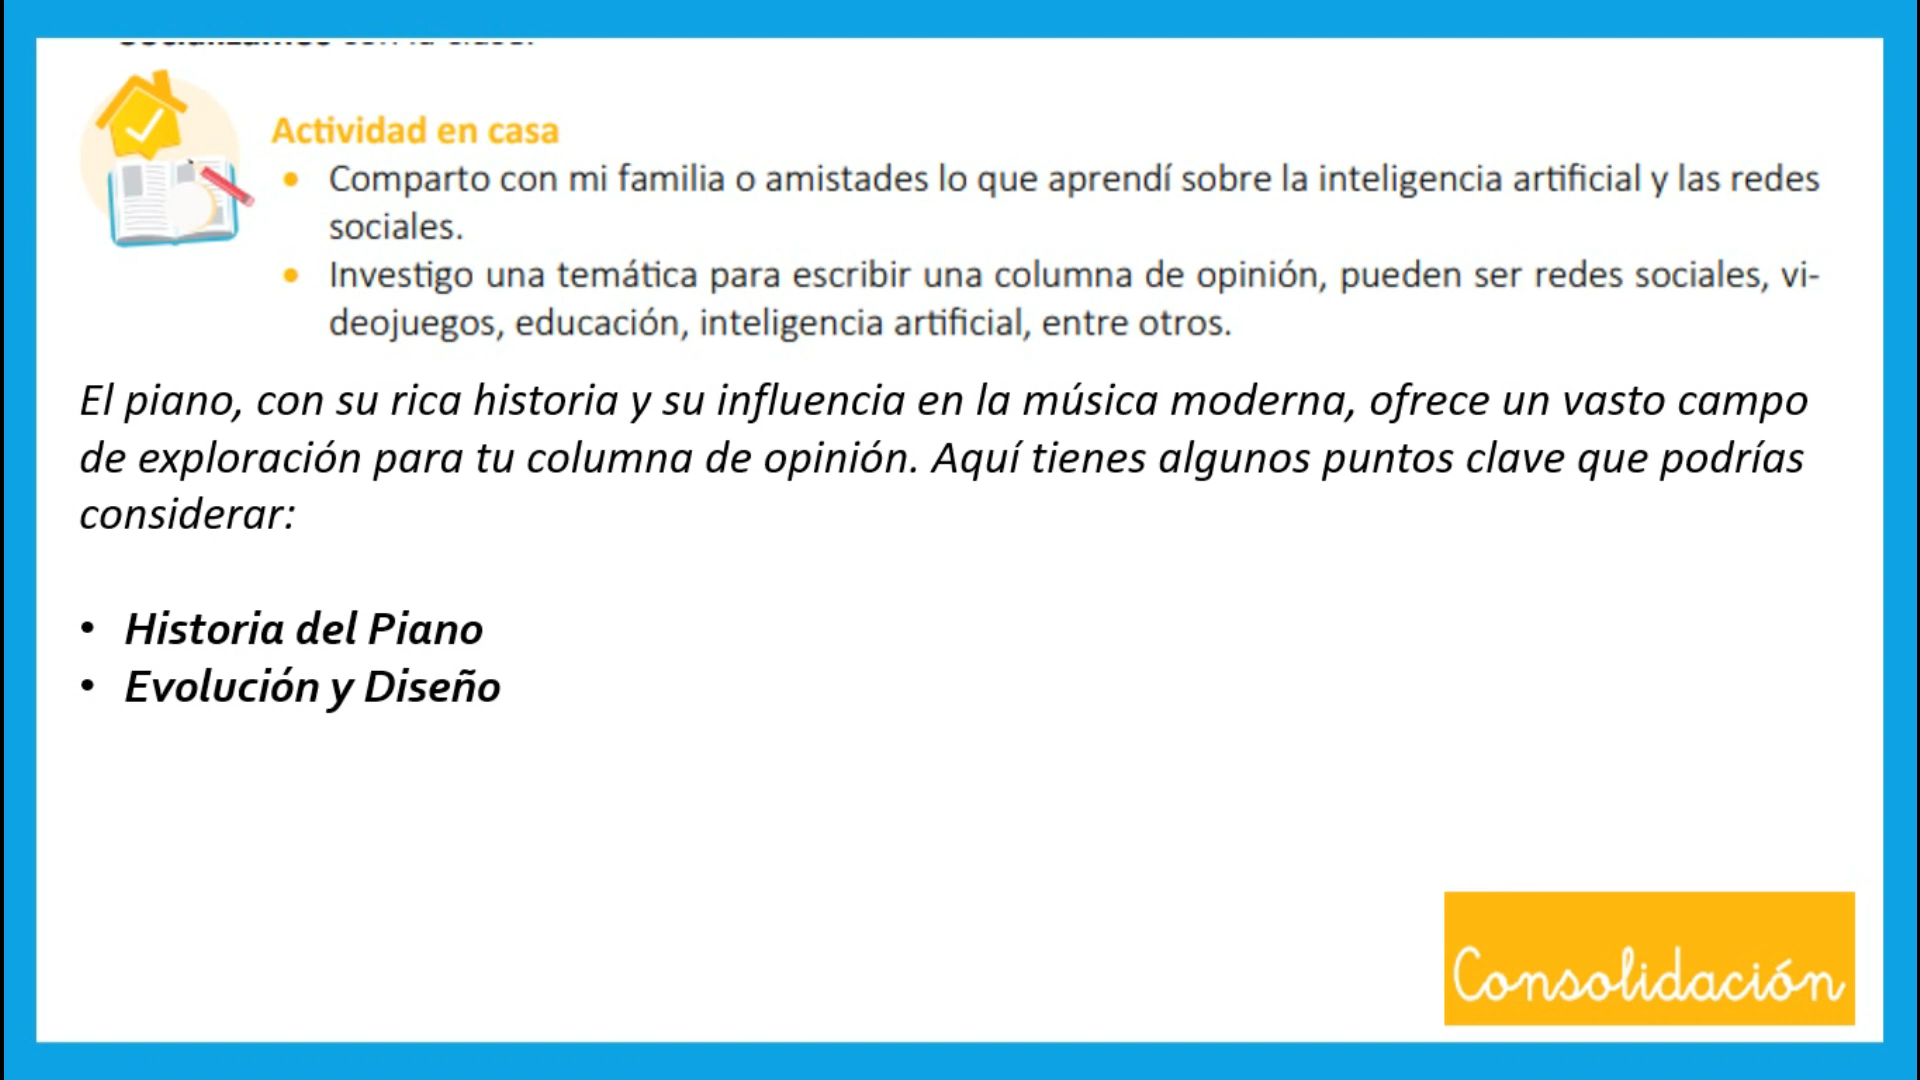 Actividad en casa
• Comparto con mi familia o amistades lo que aprendí sobre la inteligencia artificial y las redes
sociales.
• Investigo una temática para escribir una columna de opinión, pueden ser redes sociales, vi-
deojuegos, educación, inteligencia artificial, entre otros.
El piano, con su rica historia y su influencia en la música moderna, ofrece un vasto campo
de exploración para tu columna de opinión. Aquí tienes algunos puntos clave que podrías
considerar:
• Historia del Piano
• Evolución y Diseño
Consolidación